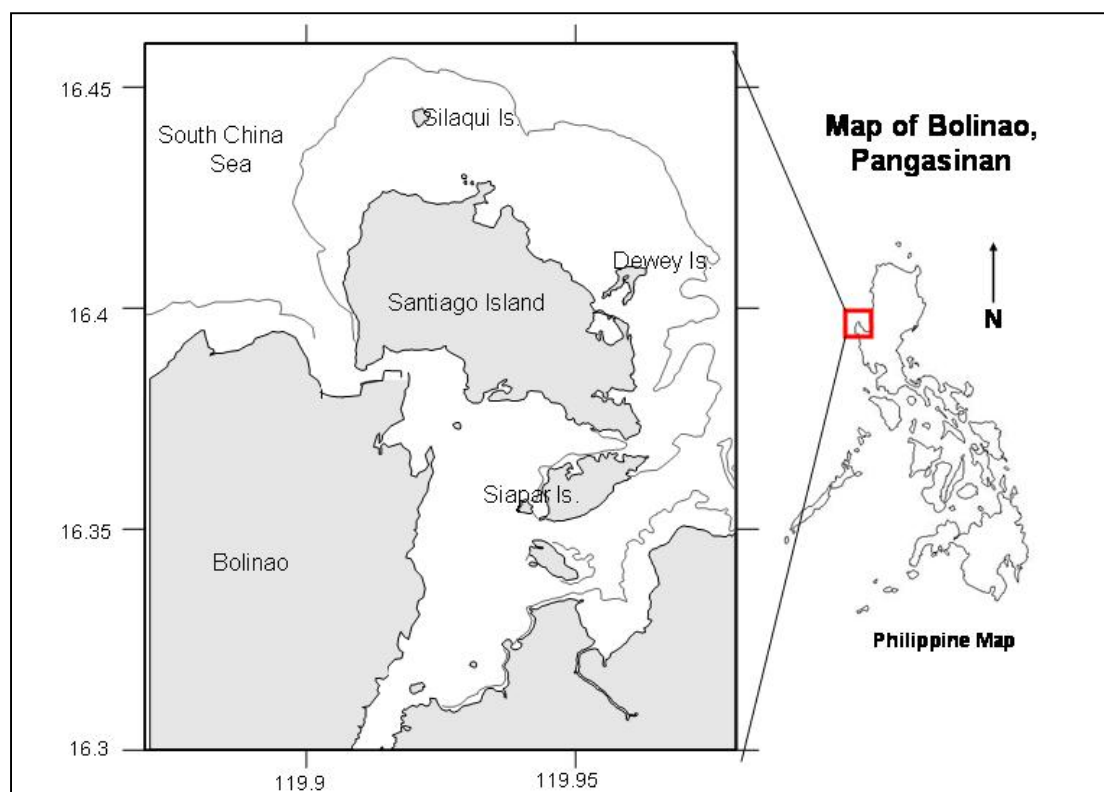 16.45
South China
Sea
Silaqui Is.
Map of Bolinao,
Pangasinan
Dewey Is.
Santiago Island
16.4
N
Siapar Is.
16.35
Bolinao
Philippine Map
16.3
119.9
119.95